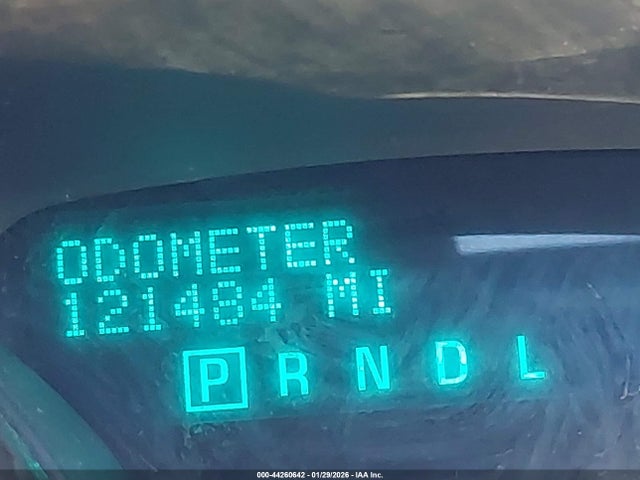 ODOMETER
121484 MI
P R N D L
000-44260642 - 01/29/2026 - IAA Inc.